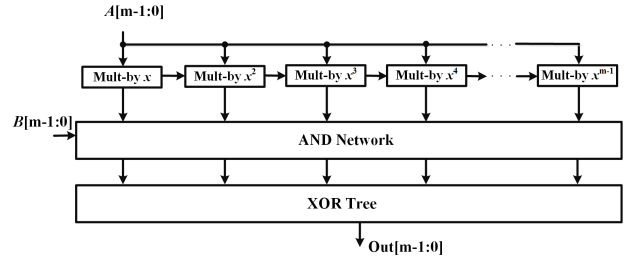 A[m-1:0]
Mult-by x Mult-by x² Mult-by x³ Mult-by x⁴ Mult-by xᵐ⁻¹
B[m-1:0]
AND Network
XOR Tree
Out[m-1:0]